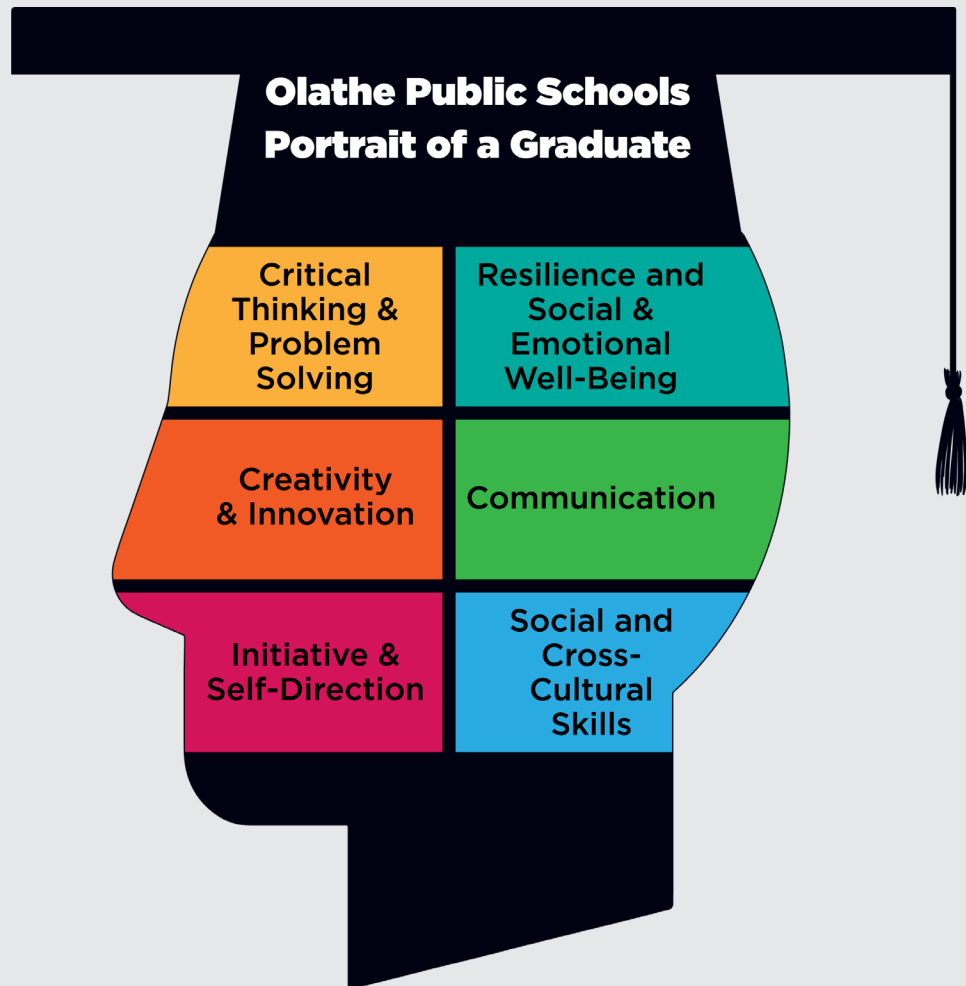 Olathe Public Schools
Portrait of a Graduate
Critical
Thinking &
Problem
Solving
Resilience and
Social &
Emotional
Well-Being
Creativity
& Innovation
Communication
Initiative &
Self-Direction
Social and
Cross-
Cultural
Skills